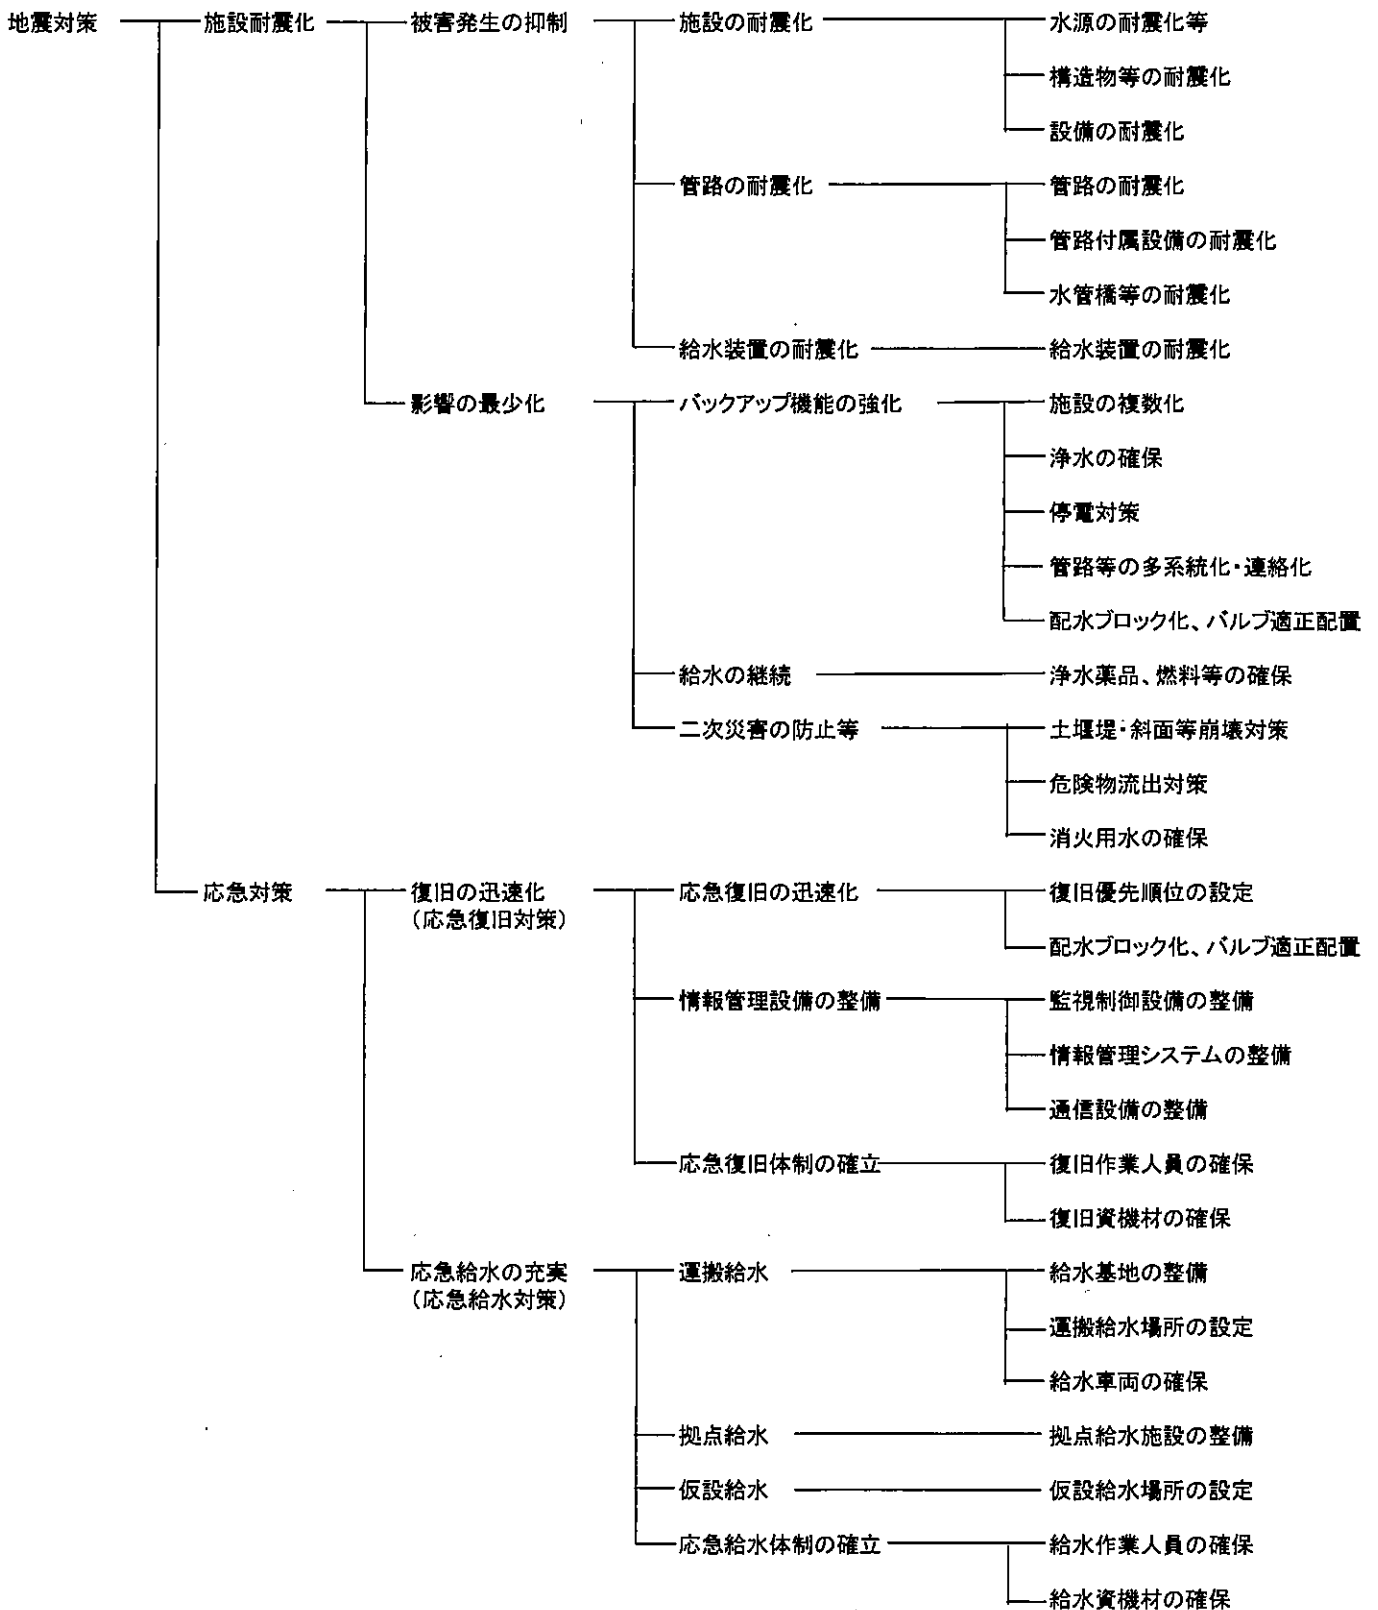 地震対策 施設耐震化 被害発生の抑制 施設の耐震化 水源の耐震化等
構造物等の耐震化
設備の耐震化
管路の耐震化 管路の耐震化
管路付属設備の耐震化
水管橋等の耐震化
給水装置の耐震化 給水装置の耐震化
影響の最少化 バックアップ機能の強化 施設の複数化
浄水の確保
停電対策
管路等の多系統化・連絡化
配水ブロック化、バルブ適正配置
給水の継続 浄水薬品、燃料等の確保
二次災害の防止等 土堰堤・斜面等崩壊対策
危険物流出対策
消火用水の確保
応急対策 復旧の迅速化 応急復旧の迅速化 復旧優先順位の設定
(応急復旧対策)
配水ブロック化、バルブ適正配置
情報管理設備の整備 監視制御設備の整備
情報管理システムの整備
通信設備の整備
応急復旧体制の確立 復旧作業人員の確保
復旧資機材の確保
応急給水の充実 運搬給水 給水基地の整備
(応急給水対策)
運搬給水場所の設定
給水車両の確保
拠点給水 拠点給水施設の整備
仮設給水 仮設給水場所の設定
応急給水体制の確立 給水作業人員の確保
給水資機材の確保